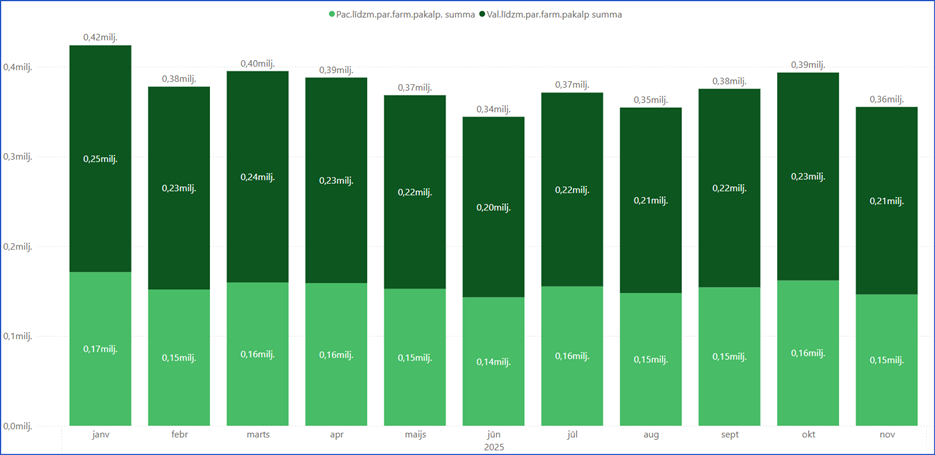 Pac.līdzm.par.farm.pakalp. summa Val.līdzm.par.farm.pakalp summa
0,42milj. 0,38milj. 0,40milj. 0,39milj. 0,37milj. 0,34milj. 0,37milj. 0,35milj. 0,38milj. 0,39milj. 0,36milj.
0,4milj.
0,3milj.
0,25milj. 0,23milj. 0,24milj. 0,23milj. 0,22milj. 0,20milj. 0,22milj. 0,21milj. 0,22milj. 0,23milj. 0,21milj.
0,2milj.
0,1milj.
0,17milj. 0,15milj. 0,16milj. 0,16milj. 0,15milj. 0,14milj. 0,16milj. 0,15milj. 0,15milj. 0,16milj. 0,15milj.
0,0milj.
janv febr marts apr maijs jūn jūl aug sept okt nov
2025